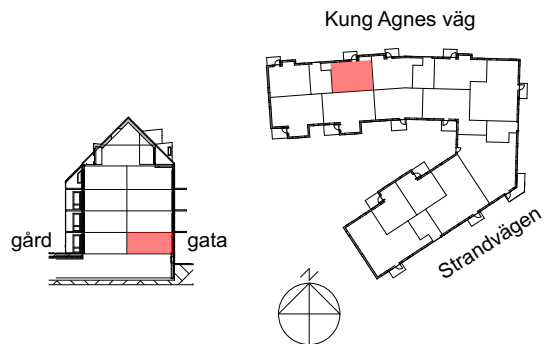 Kung Agnes väg
gård
gata
Strandvägen
N